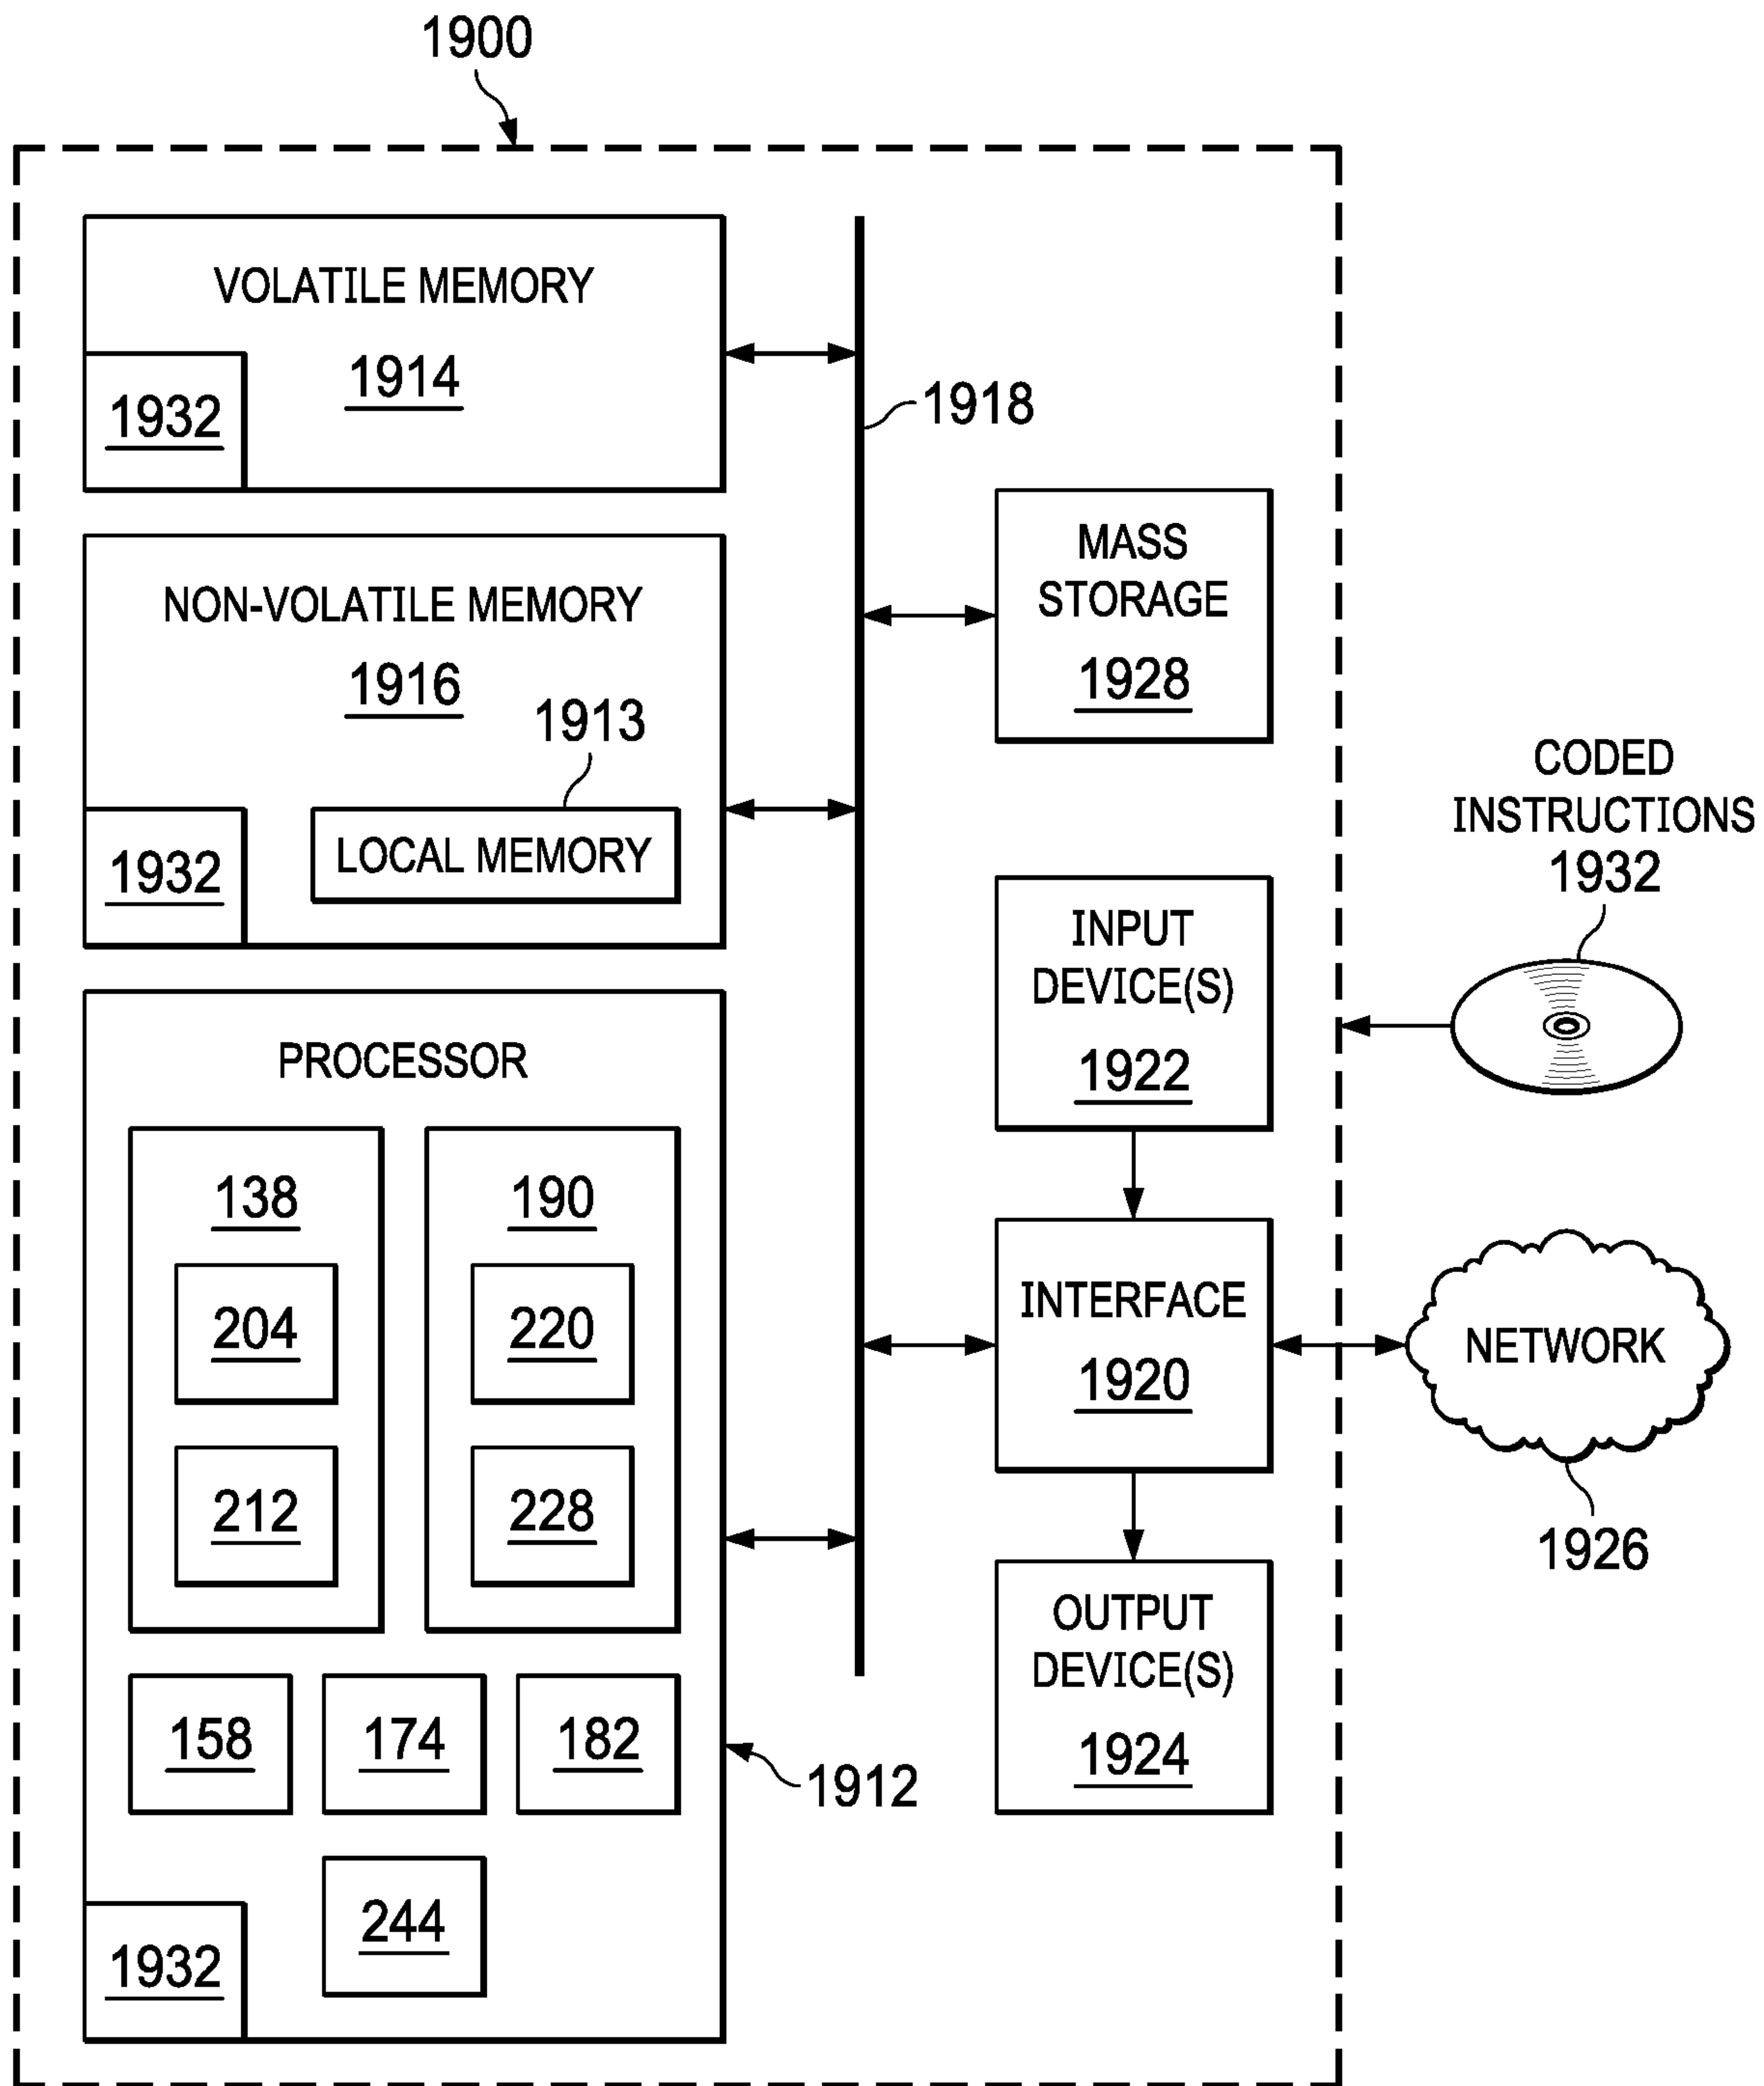 1900
VOLATILE MEMORY
1914
1932
1918
NON-VOLATILE MEMORY
1916
1913
LOCAL MEMORY
1932
MASS
STORAGE
1928
CODED
INSTRUCTIONS
1932
INPUT
DEVICE(S)
1922
PROCESSOR
138
204
212
190
220
228
158
174
182
244
1932
1912
INTERFACE
1920
NETWORK
1926
OUTPUT
DEVICE(S)
1924